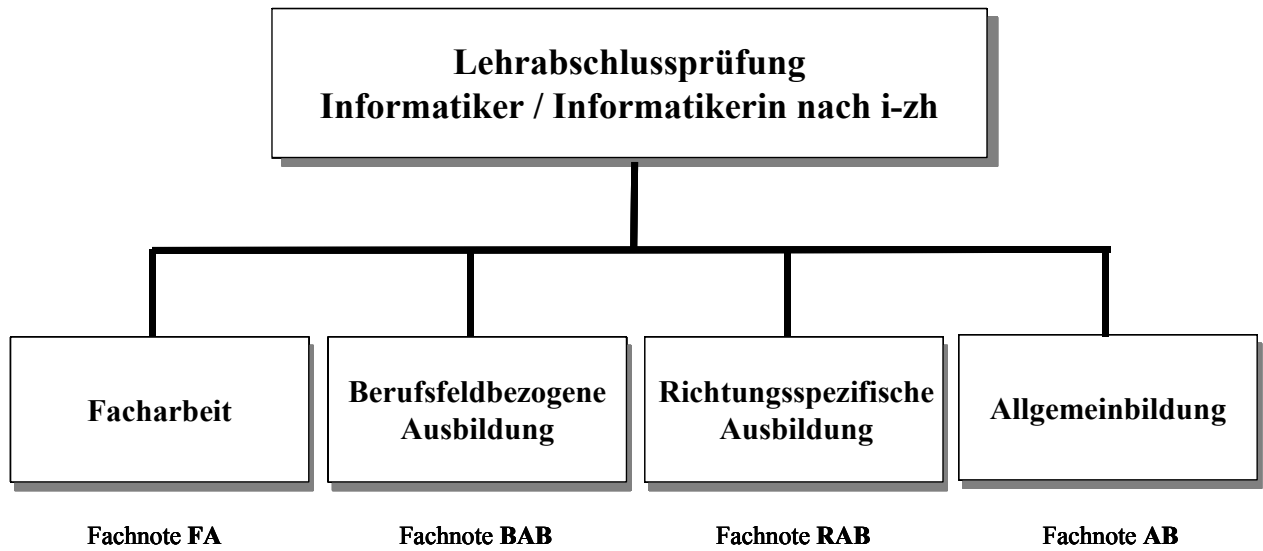 Lehrabschlussprüfung
Informatiker / Informatikerin nach i-zh
Facharbeit
Berufsfeldbezogene
Ausbildung
Richtungsspezifische
Ausbildung
Allgemeinbildung
Fachnote FA
Fachnote BAB
Fachnote RAB
Fachnote AB